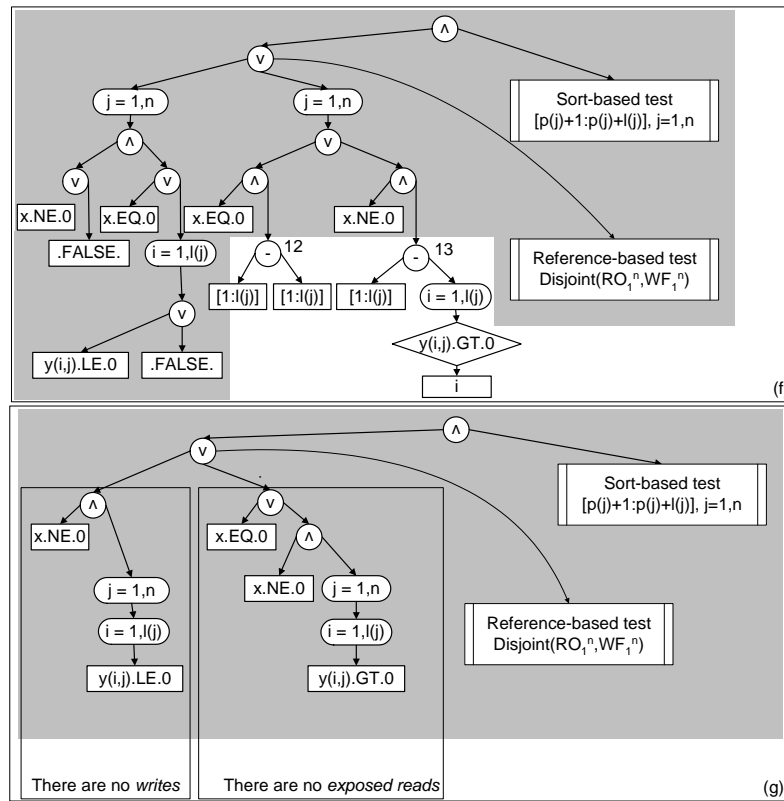 ʌ
v
j = 1,n
j = 1,n
Sort-based test
[p(j)+1:p(j)+l(j)], j=1,n
ʌ
v
v
v
ʌ
ʌ
x.NE.0
x.EQ.0
x.EQ.0
x.NE.0
.FALSE.
i = 1,l(j)
-
12
-
13
Reference-based test
Disjoint(RO₁ⁿ,WF₁ⁿ)
[1:l(j)]
[1:l(j)]
[1:l(j)]
i = 1,l(j)
v
y(i,j).LE.0
.FALSE.
y(i,j).GT.0
i
(f
ʌ
v
Sort-based test
[p(j)+1:p(j)+l(j)], j=1,n
ʌ
v
x.NE.0
x.EQ.0
ʌ
j = 1,n
x.NE.0
j = 1,n
i = 1,l(j)
i = 1,l(j)
Reference-based test
Disjoint(RO₁ⁿ,WF₁ⁿ)
y(i,j).LE.0
y(i,j).GT.0
There are no writes
There are no exposed reads
(g)